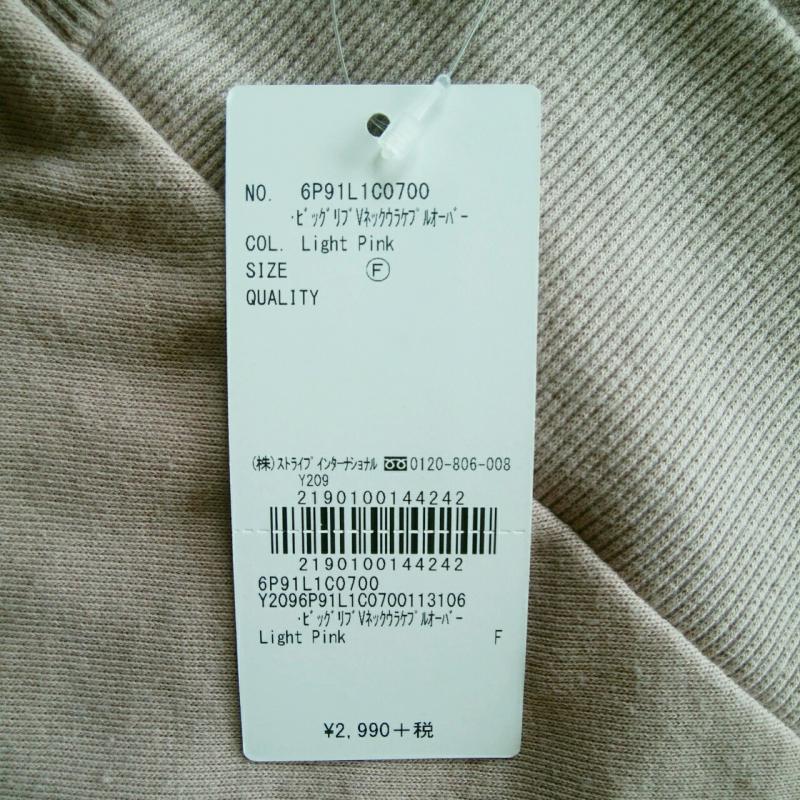 NO. 6P91L1C0700
･ﾋﾞｯｸﾞﾘﾌﾞVﾈｯｸｳﾗｹﾌﾟﾙｵｰﾊﾞｰ
COL. Light Pink
SIZE Ⓕ
QUALITY
(株)ｽﾄﾗｲﾌﾟｲﾝﾀｰﾅｼｮﾅﾙ 0120-806-008
Y209
2190100144242
2190100144242
6P91L1C0700
Y2096P91L1C0700113106
･ﾋﾞｯｸﾞﾘﾌﾞVﾈｯｸｳﾗｹﾌﾟﾙｵｰﾊﾞｰ
Light Pink F
¥2,990+税